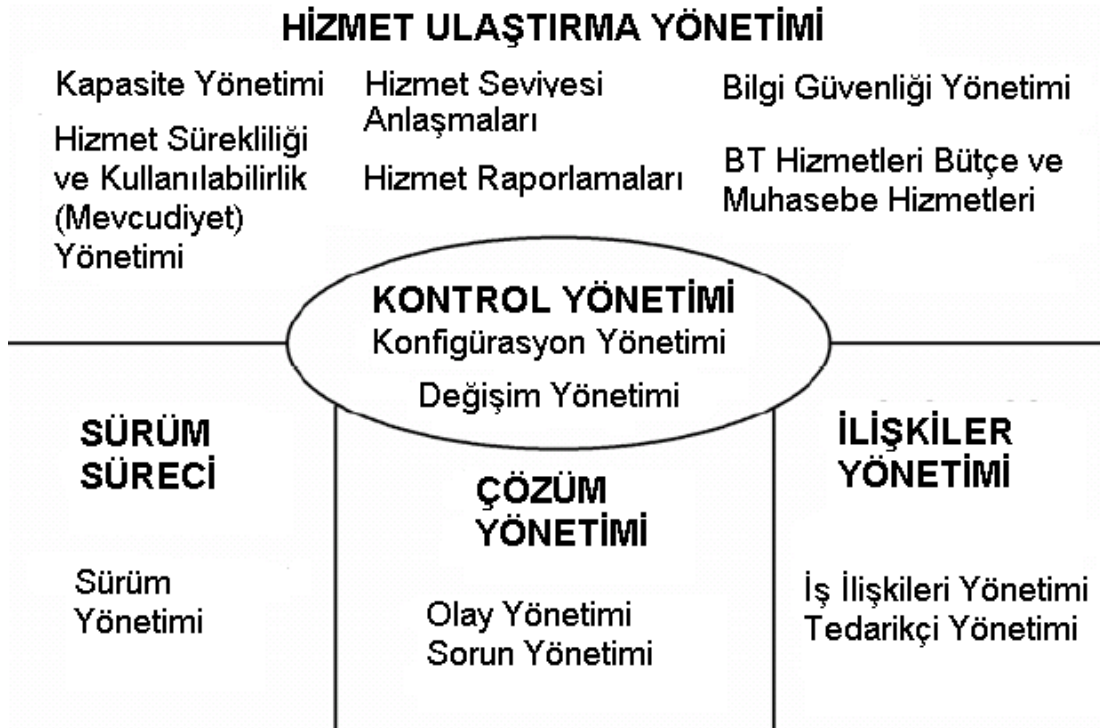 HİZMET ULAŞTIRMA YÖNETİMİ
Kapasite Yönetimi
Hizmet Sürekliliği
ve Kullanılabilirlik
(Mevcudiyet)
Yönetimi
Hizmet Seviyesi
Anlaşmaları
Hizmet Raporlamaları
Bilgi Güvenliği Yönetimi
BT Hizmetleri Bütçe ve
Muhasebe Hizmetleri
KONTROL YÖNETİMİ
Konfigürasyon Yönetimi
Değişim Yönetimi
SÜRÜM
SÜRECİ
Sürüm
Yönetimi
ÇÖZÜM
YÖNETİMİ
Olay Yönetimi
Sorun Yönetimi
İLİŞKİLER
YÖNETİMİ
İş İlişkileri Yönetimi
Tedarikçi Yönetimi